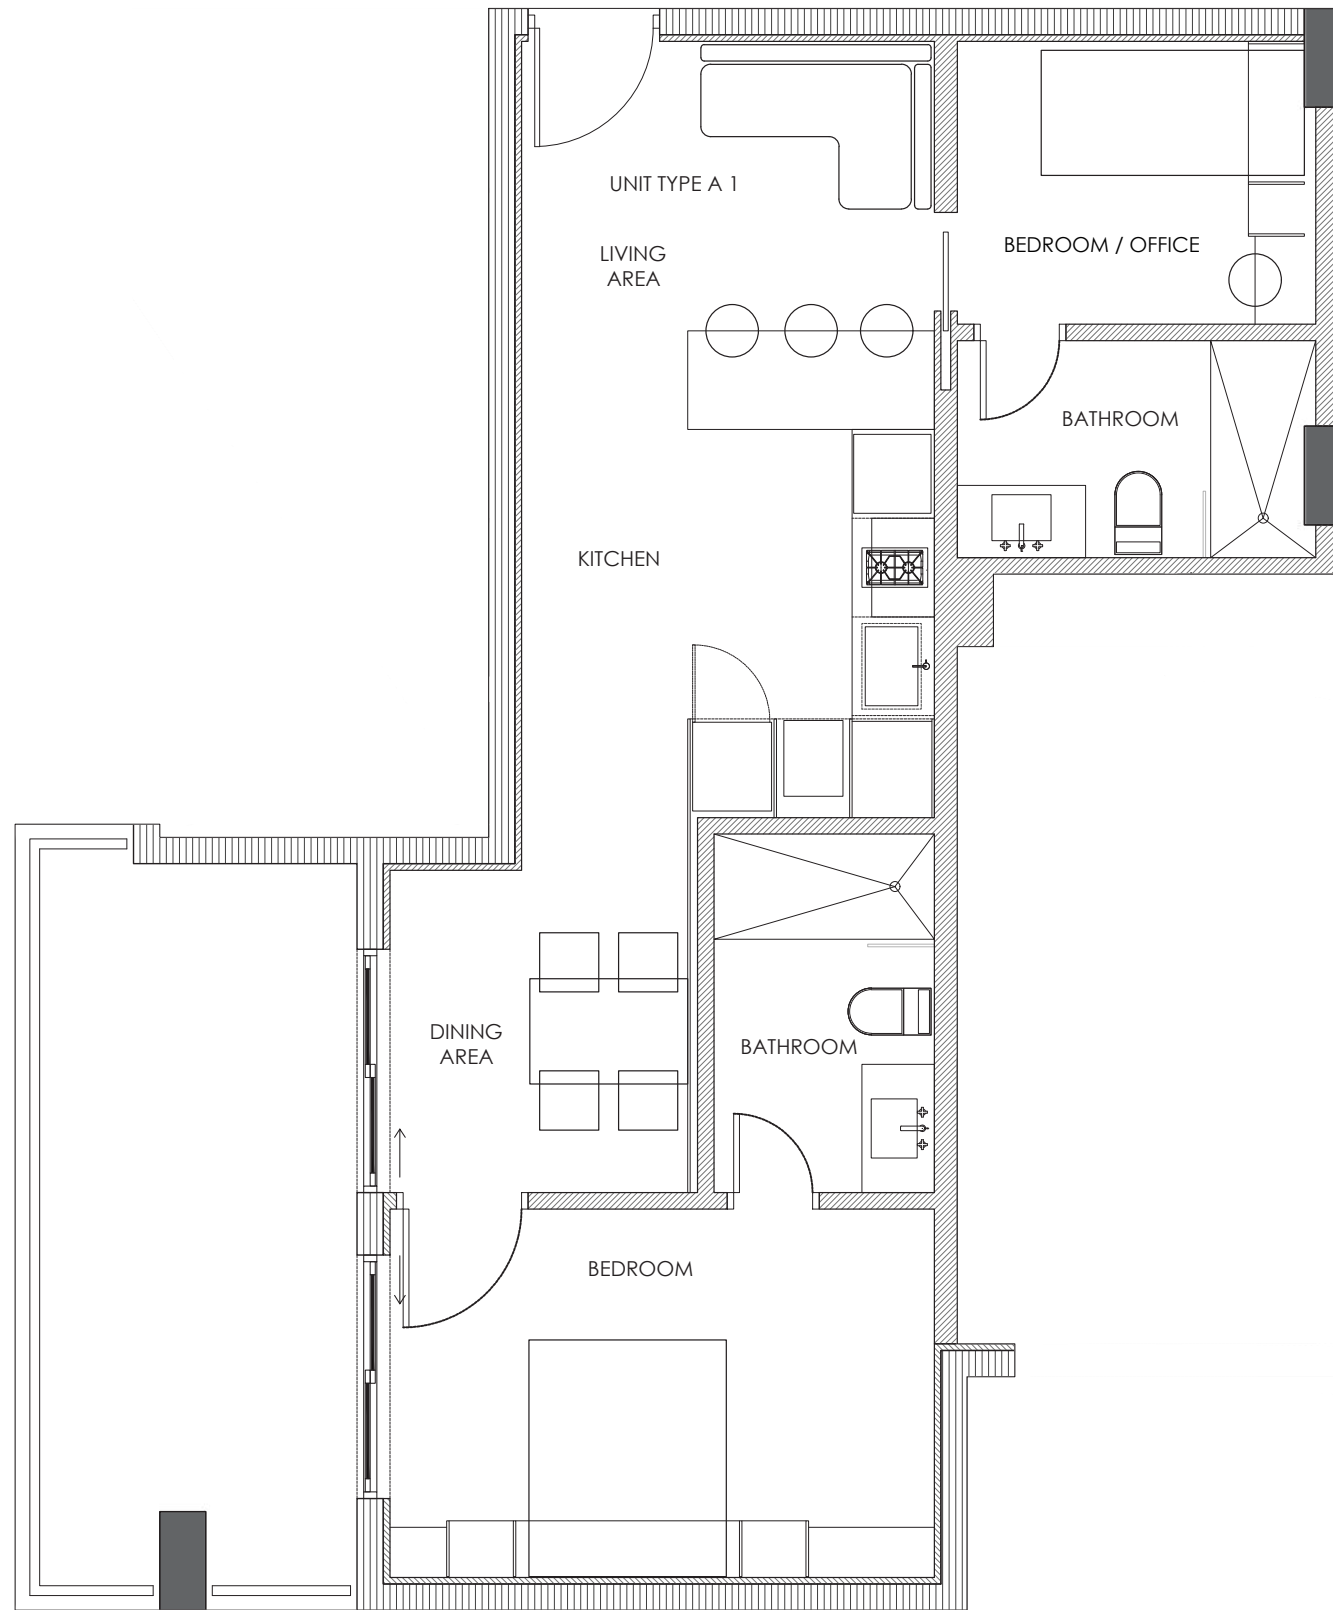 UNIT TYPE A 1
LIVING
AREA
BEDROOM / OFFICE
BATHROOM
KITCHEN
DINING
AREA
BATHROOM
BEDROOM